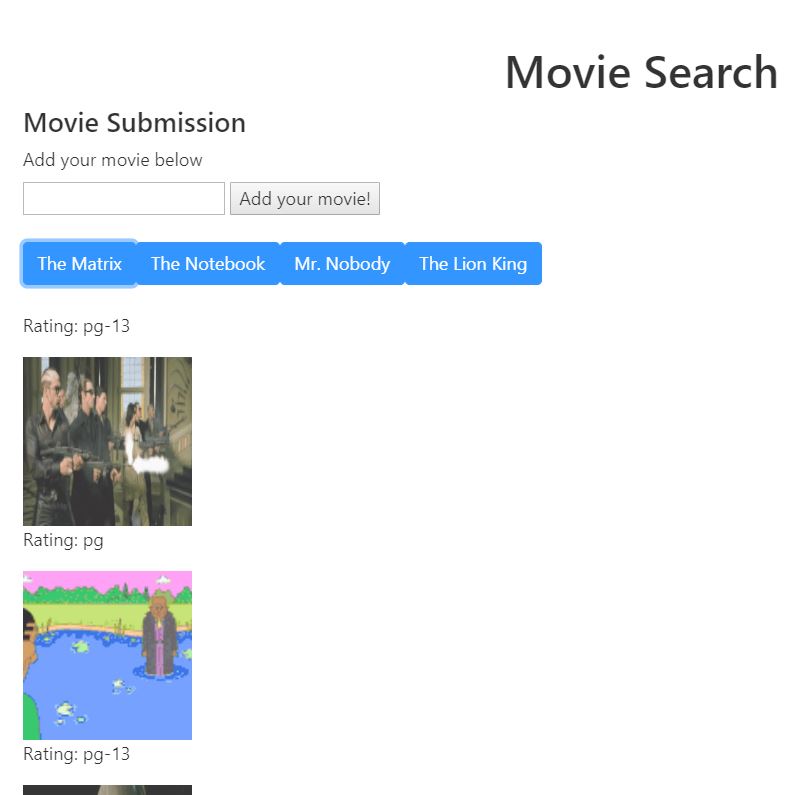 Movie Search
Movie Submission
Add your movie below
Add your movie!
The Matrix The Notebook Mr. Nobody The Lion King
Rating: pg-13
Rating: pg
Rating: pg-13